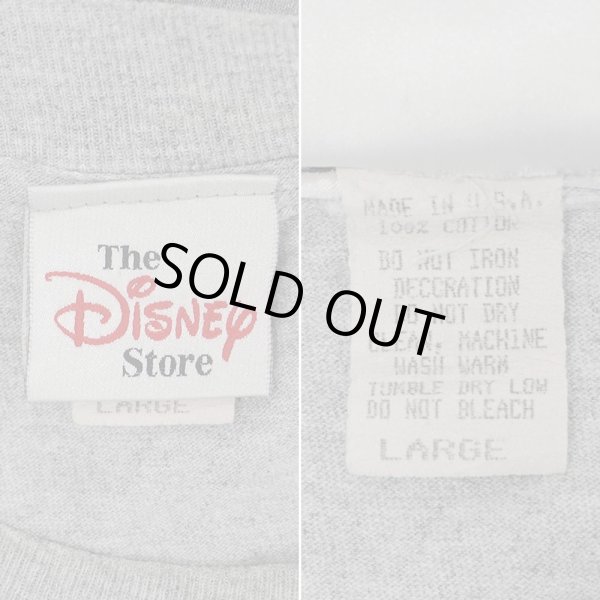 The
Disney
Store
LARGE
SOLD OUT
MADE IN U.S.A.
100% COTTON
DO NOT IRON
DECORATION
DO NOT DRY
CLEAN, MACHINE
WASH WARM
TUMBLE DRY LOW
DO NOT BLEACH
LARGE